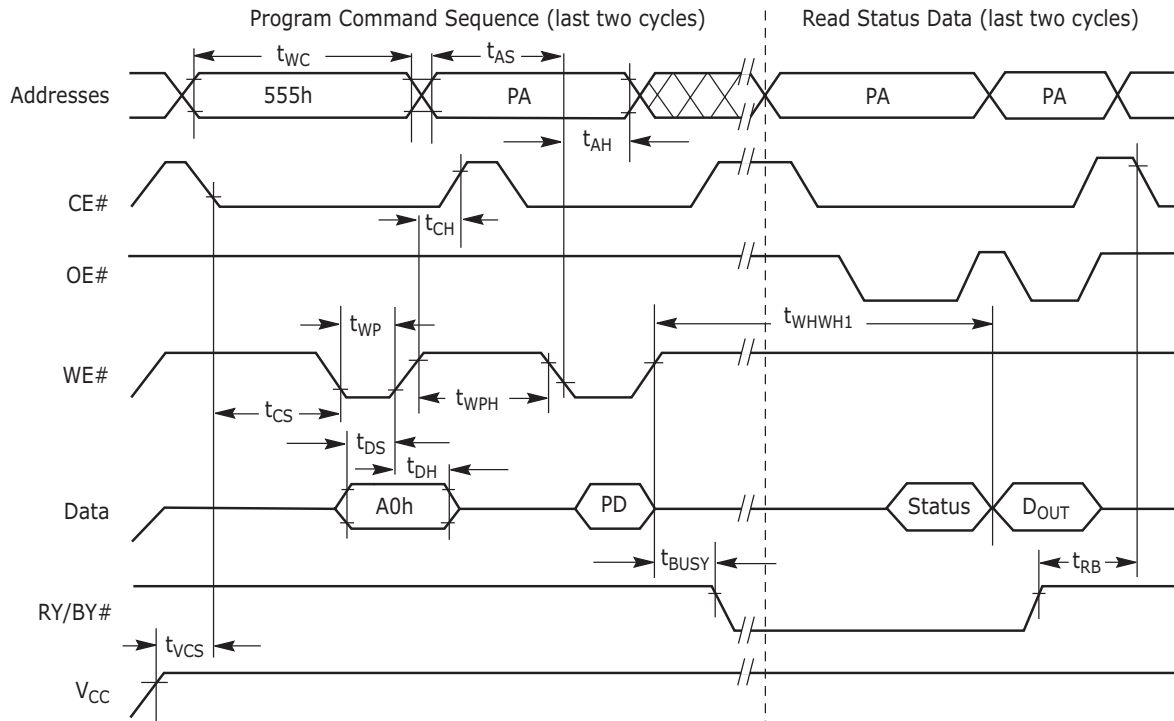 Program Command Sequence (last two cycles) Read Status Data (last two cycles)
tWC tAS
Addresses 555h PA PA PA
tAH
CE#
tCH
OE#
tWP tWHWH1
WE#
tCS tWPH
tDS
tDH
Data A0h PD Status DOUT
tBUSY tRB
RY/BY#
tVCS
VCC